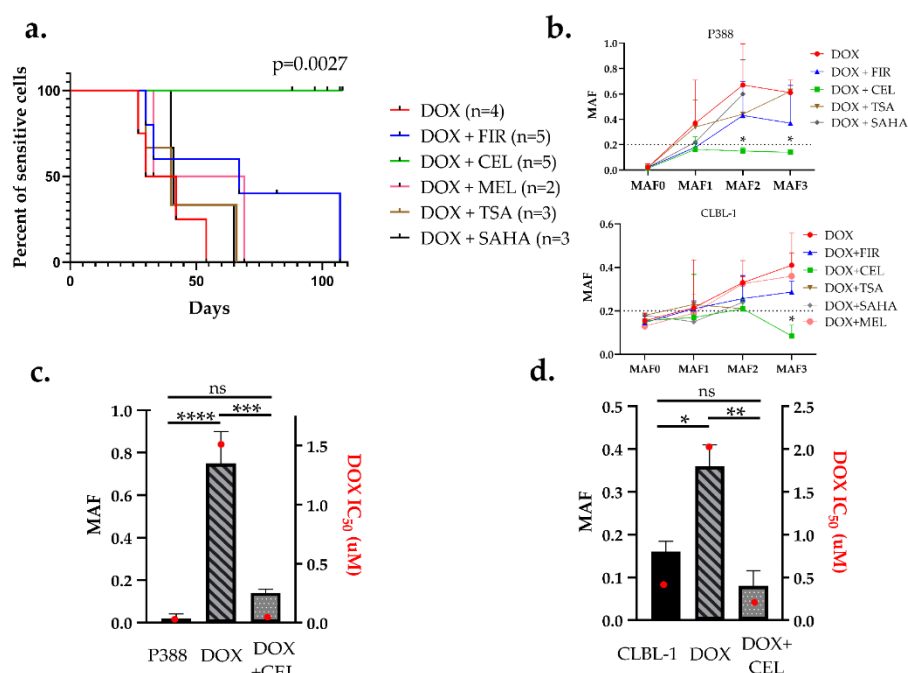 a.
p=0.0027
Percent of sensitive cells
100
50
0
0
50
100
Days
DOX (n=4)
DOX + FIR (n=5)
DOX + CEL (n=5)
DOX + MEL (n=2)
DOX + TSA (n=3)
DOX + SAHA (n=3
b.
P388
MAF
1.0
0.8
0.6
0.4
0.2
0.0
* *
MAF0 MAF1 MAF2 MAF3
DOX
DOX + FIR
DOX + CEL
DOX + TSA
DOX + SAHA
CLBL-1
MAF
0.6
0.4
0.2
0.0
*
MAF0 MAF1 MAF2 MAF3
DOX
DOX+FIR
DOX+CEL
DOX+TSA
DOX+SAHA
DOX+MEL
c.
ns
**** ***
MAF
1.0
0.8
0.6
0.4
0.2
0.0
1.5
1.0
0.5
0.0
DOX IC50 (uM)
P388 DOX DOX
+CEL
d.
ns
* **
MAF
0.5
0.4
0.3
0.2
0.1
0.0
2.5
2.0
1.5
1.0
0.5
0.0
DOX IC50 (uM)
CLBL-1 DOX DOX+
CEL